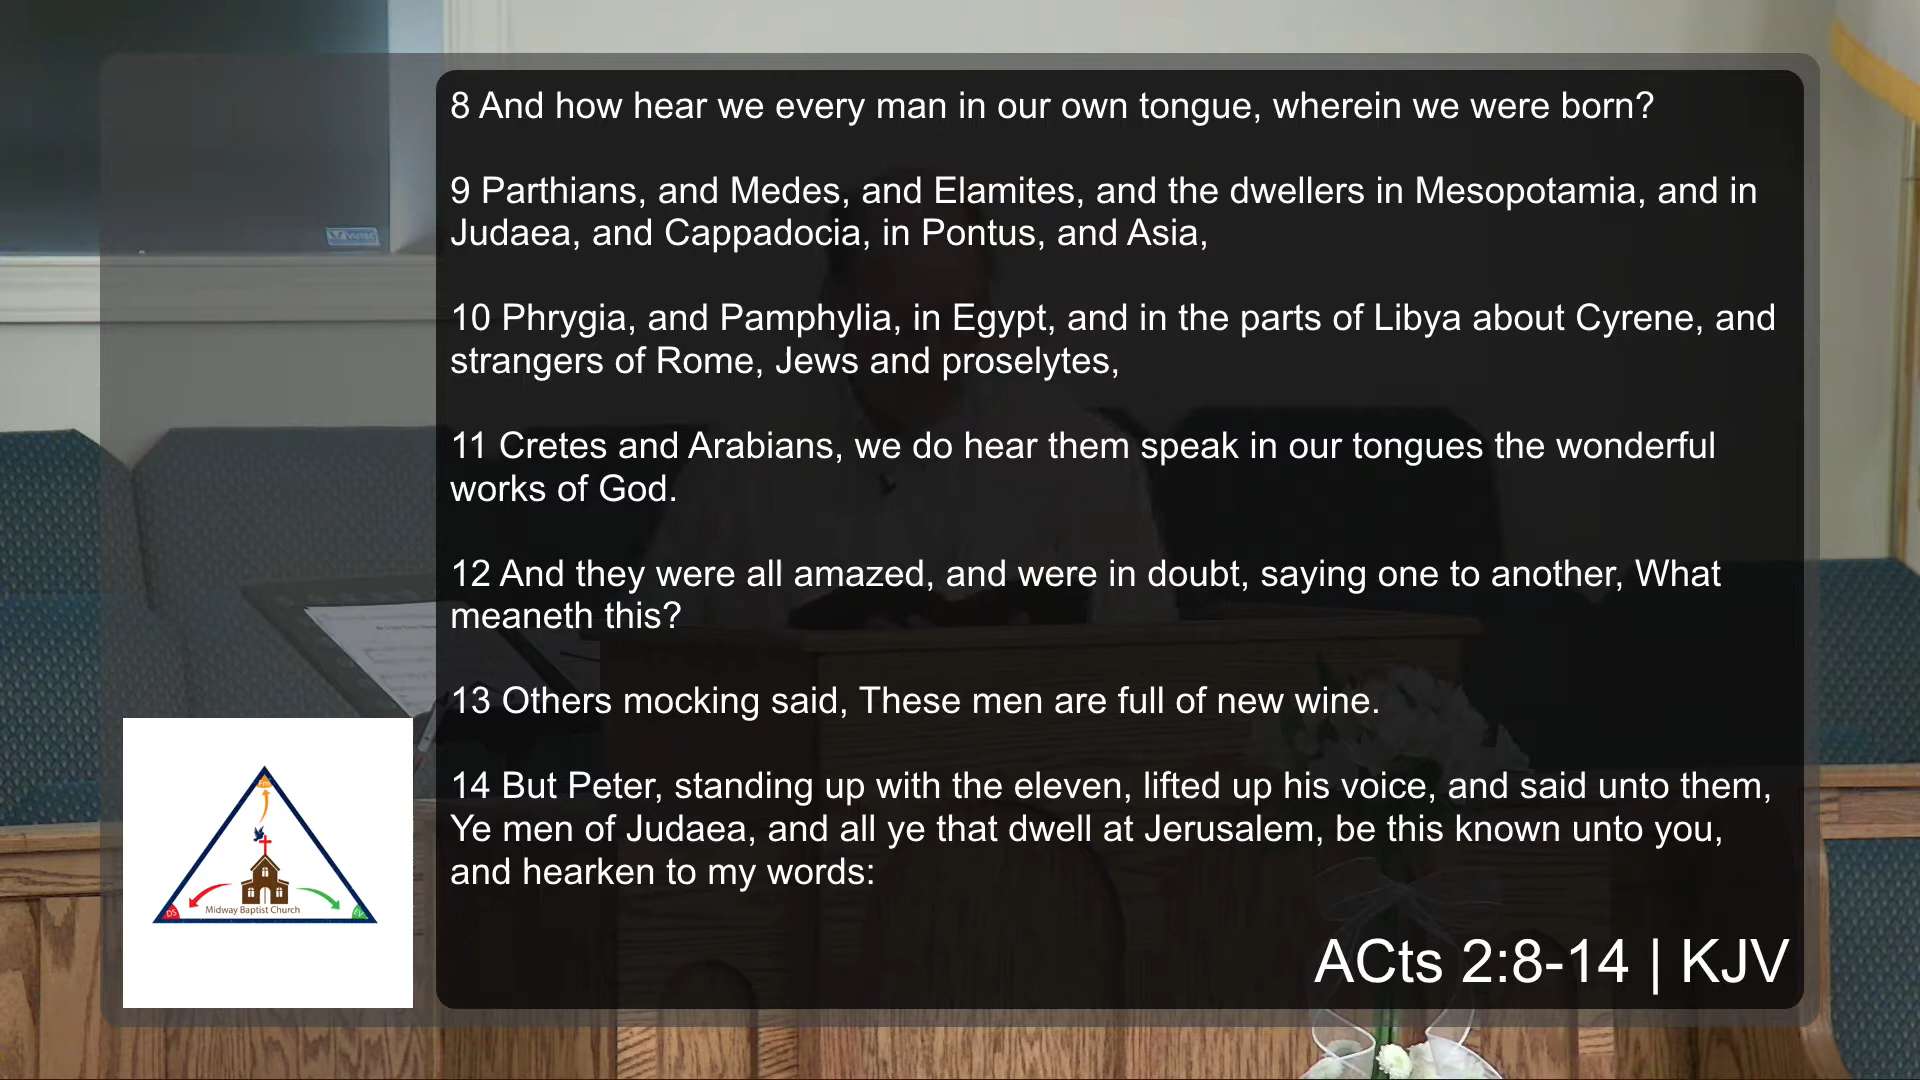 8 And how hear we every man in our own tongue, wherein we were born?
9 Parthians, and Medes, and Elamites, and the dwellers in Mesopotamia, and in
Judaea, and Cappadocia, in Pontus, and Asia,
10 Phrygia, and Pamphylia, in Egypt, and in the parts of Libya about Cyrene, and
strangers of Rome, Jews and proselytes,
11 Cretes and Arabians, we do hear them speak in our tongues the wonderful
works of God.
12 And they were all amazed, and were in doubt, saying one to another, What
meaneth this?
13 Others mocking said, These men are full of new wine.
14 But Peter, standing up with the eleven, lifted up his voice, and said unto them,
Ye men of Judaea, and all ye that dwell at Jerusalem, be this known unto you,
and hearken to my words:
ACts 2:8-14 | KJV
VUTEC
DS
EV
Midway Baptist Church